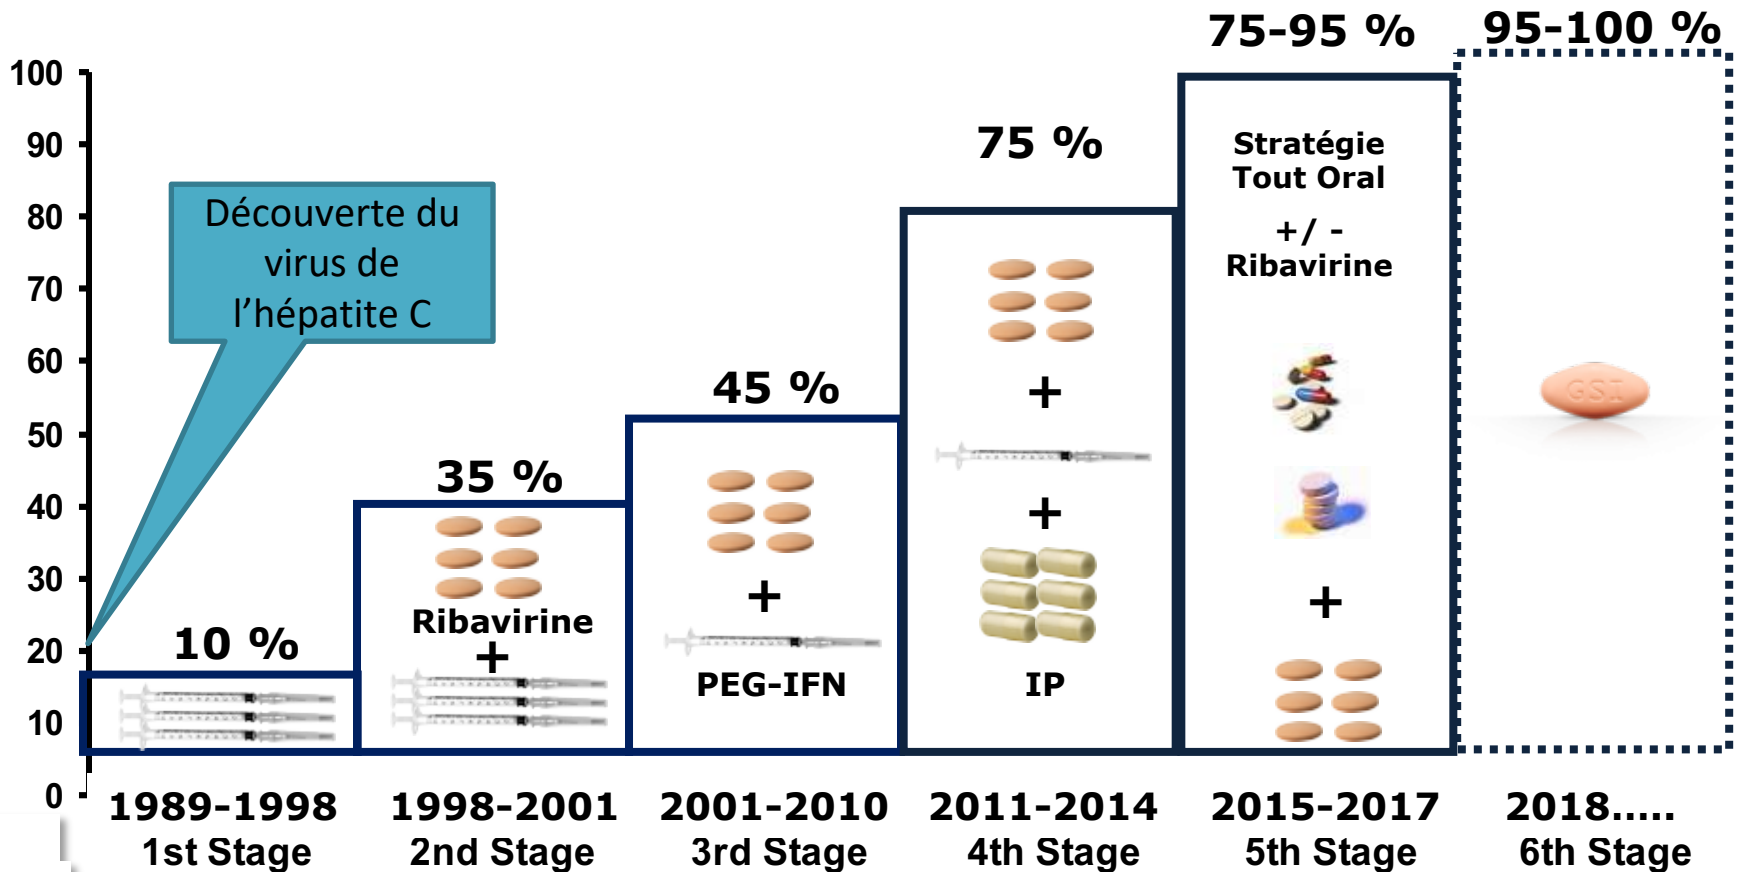 75-95 %
95-100 %
100
90
80
70
60
50
40
30
20
10
0
Découverte du
virus de
l’hépatite C
10 %
35 %
Ribavirine
+
45 %
+
PEG-IFN
75 %
+
+
IP
Stratégie
Tout Oral
+/ -
Ribavirine
+
GSI
1989-1998
1st Stage
1998-2001
2nd Stage
2001-2010
3rd Stage
2011-2014
4th Stage
2015-2017
5th Stage
2018.....
6th Stage